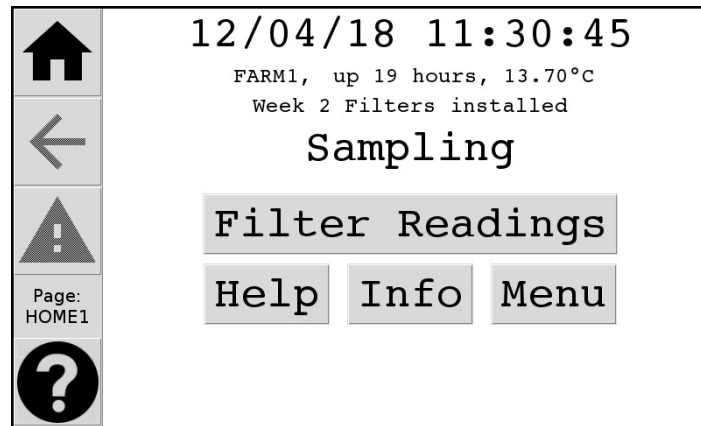 12/04/18 11:30:45
FARM1, up 19 hours, 13.70°C
Week 2 Filters installed
Sampling
Filter Readings
Help Info Menu
!
Page:
HOME1
?